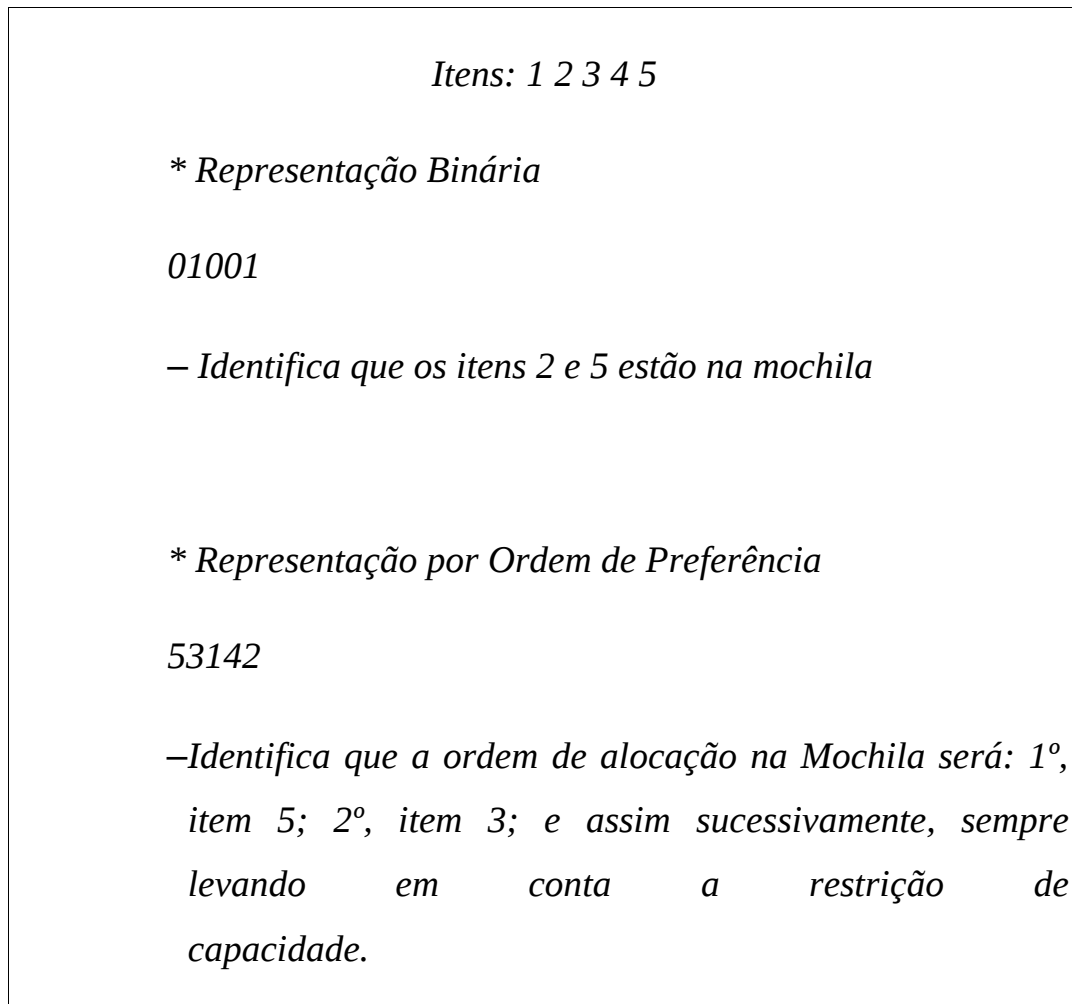 Itens: 1 2 3 4 5
* Representação Binária
01001
– Identifica que os itens 2 e 5 estão na mochila
* Representação por Ordem de Preferência
53142
–Identifica que a ordem de alocação na Mochila será: 1º,
item 5; 2º, item 3; e assim sucessivamente, sempre
levando em conta a restrição de
capacidade.